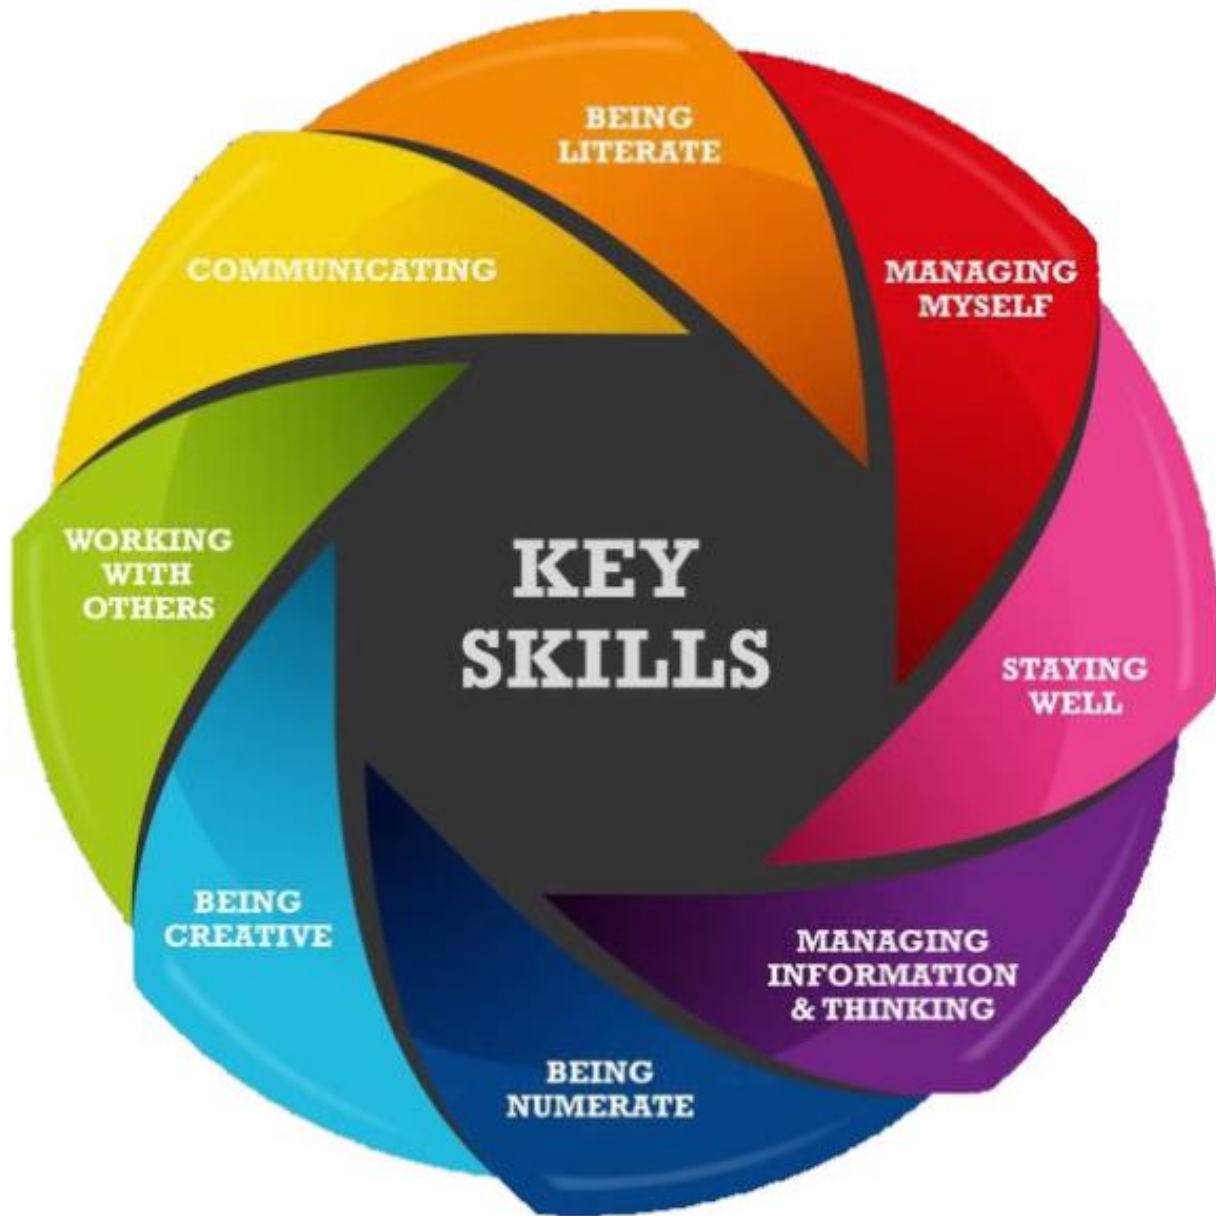 BEING
LITERATE
MANAGING
MYSELF
COMMUNICATING
WORKING
WITH
OTHERS
KEY
SKILLS
STAYING
WELL
BEING
CREATIVE
MANAGING
INFORMATION
& THINKING
BEING
NUMERATE